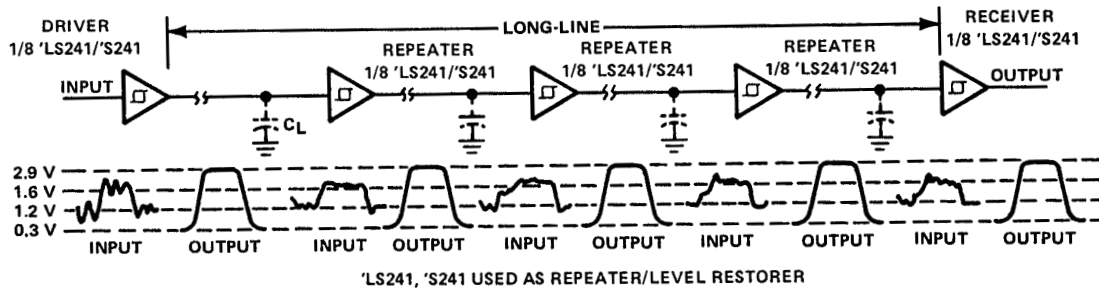 DRIVER
1/8 'LS241/'S241
LONG-LINE
RECEIVER
1/8 'LS241/'S241
REPEATER
1/8 'LS241/'S241
REPEATER
1/8 'LS241/'S241
REPEATER
1/8 'LS241/'S241
INPUT
OUTPUT
CL
2.9 V
1.6 V
1.2 V
0.3 V
INPUT OUTPUT INPUT OUTPUT INPUT OUTPUT INPUT OUTPUT INPUT OUTPUT
'LS241, 'S241 USED AS REPEATER/LEVEL RESTORER